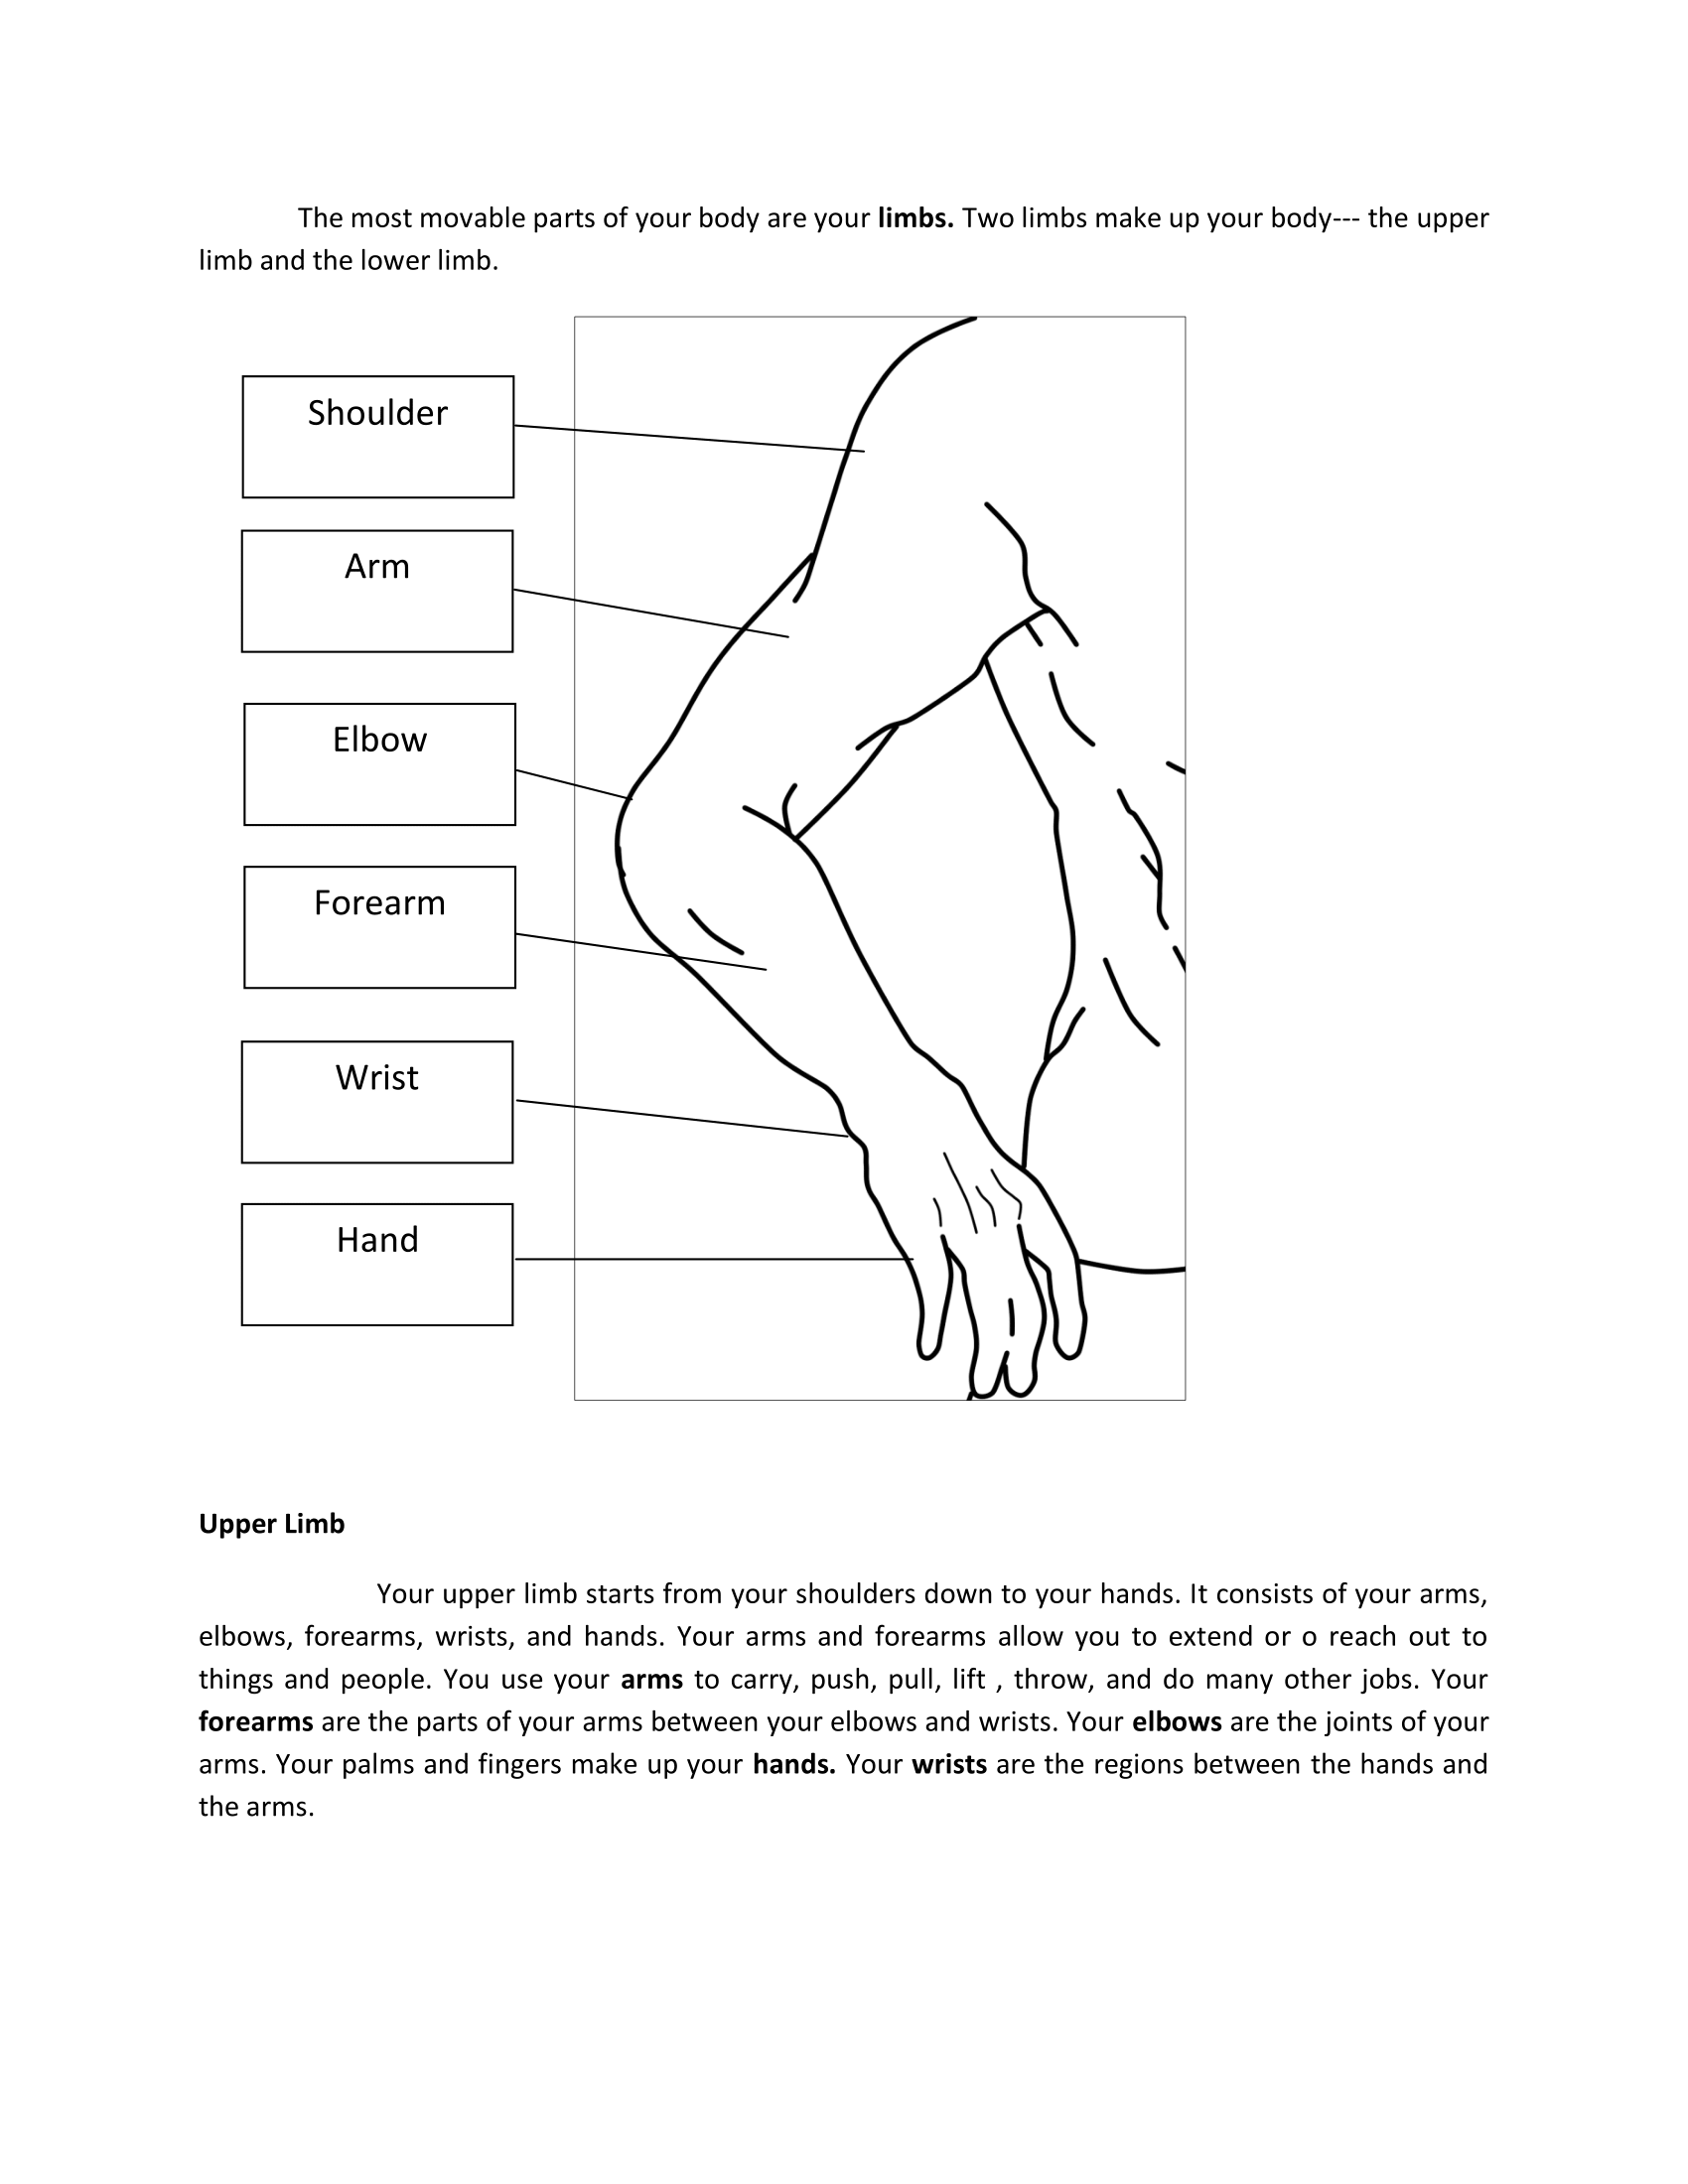 The most movable parts of your body are your limbs. Two limbs make up your body--- the upper
limb and the lower limb.
Shoulder
Arm
Elbow
Forearm
Wrist
Hand
Upper Limb
Your upper limb starts from your shoulders down to your hands. It consists of your arms,
elbows, forearms, wrists, and hands. Your arms and forearms allow you to extend or o reach out to
things and people. You use your arms to carry, push, pull, lift , throw, and do many other jobs. Your
forearms are the parts of your arms between your elbows and wrists. Your elbows are the joints of your
arms. Your palms and fingers make up your hands. Your wrists are the regions between the hands and
the arms.